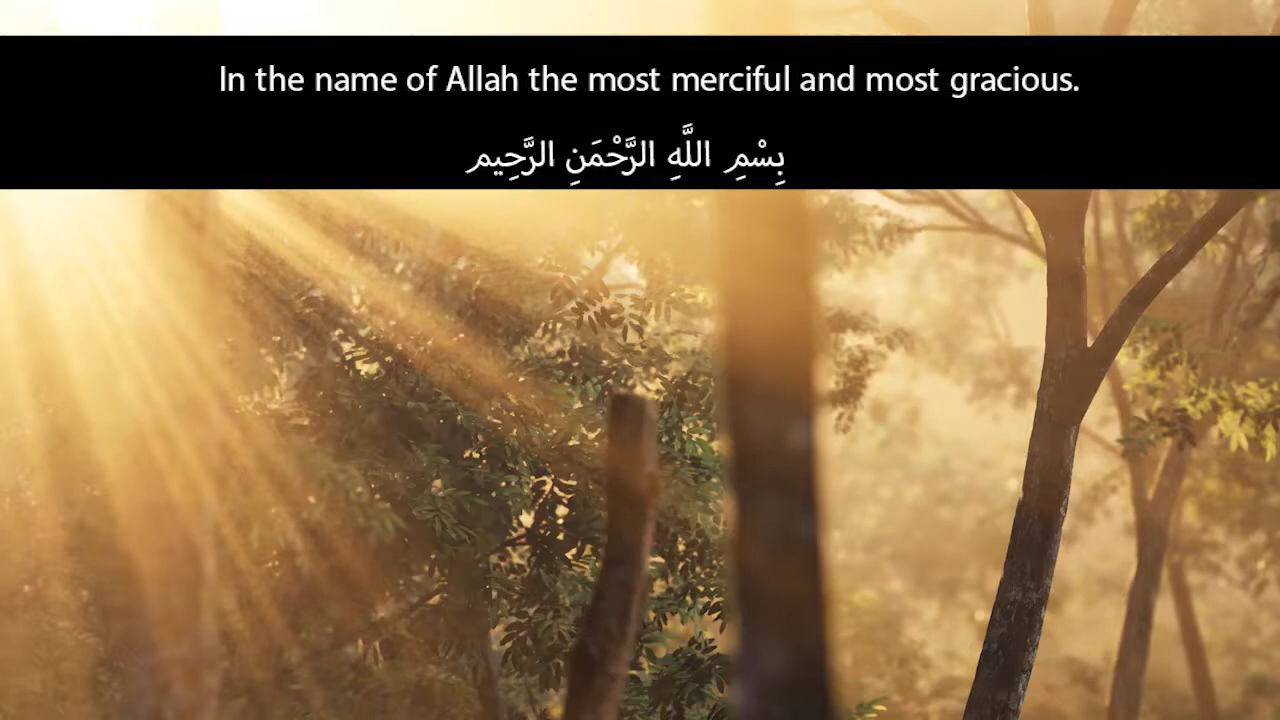 In the name of Allah the most merciful and most gracious.
بِسْمِ اللَّهِ الرَّحْمَنِ الرَّحِيم